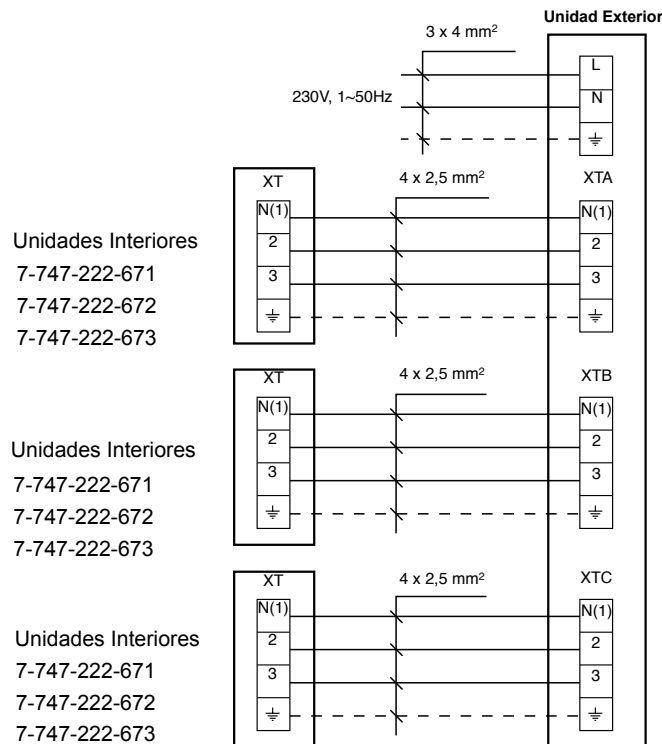 Unidad Exterior
3 x 4 mm²
L
230V, 1~50Hz
N
XT
4 x 2,5 mm²
XTA
N(1)
N(1)
2
2
3
3
Unidades Interiores
7-747-222-671
7-747-222-672
7-747-222-673
XT
4 x 2,5 mm²
XTB
N(1)
N(1)
2
2
3
3
Unidades Interiores
7-747-222-671
7-747-222-672
7-747-222-673
XT
4 x 2,5 mm²
XTC
N(1)
N(1)
2
2
3
3
Unidades Interiores
7-747-222-671
7-747-222-672
7-747-222-673